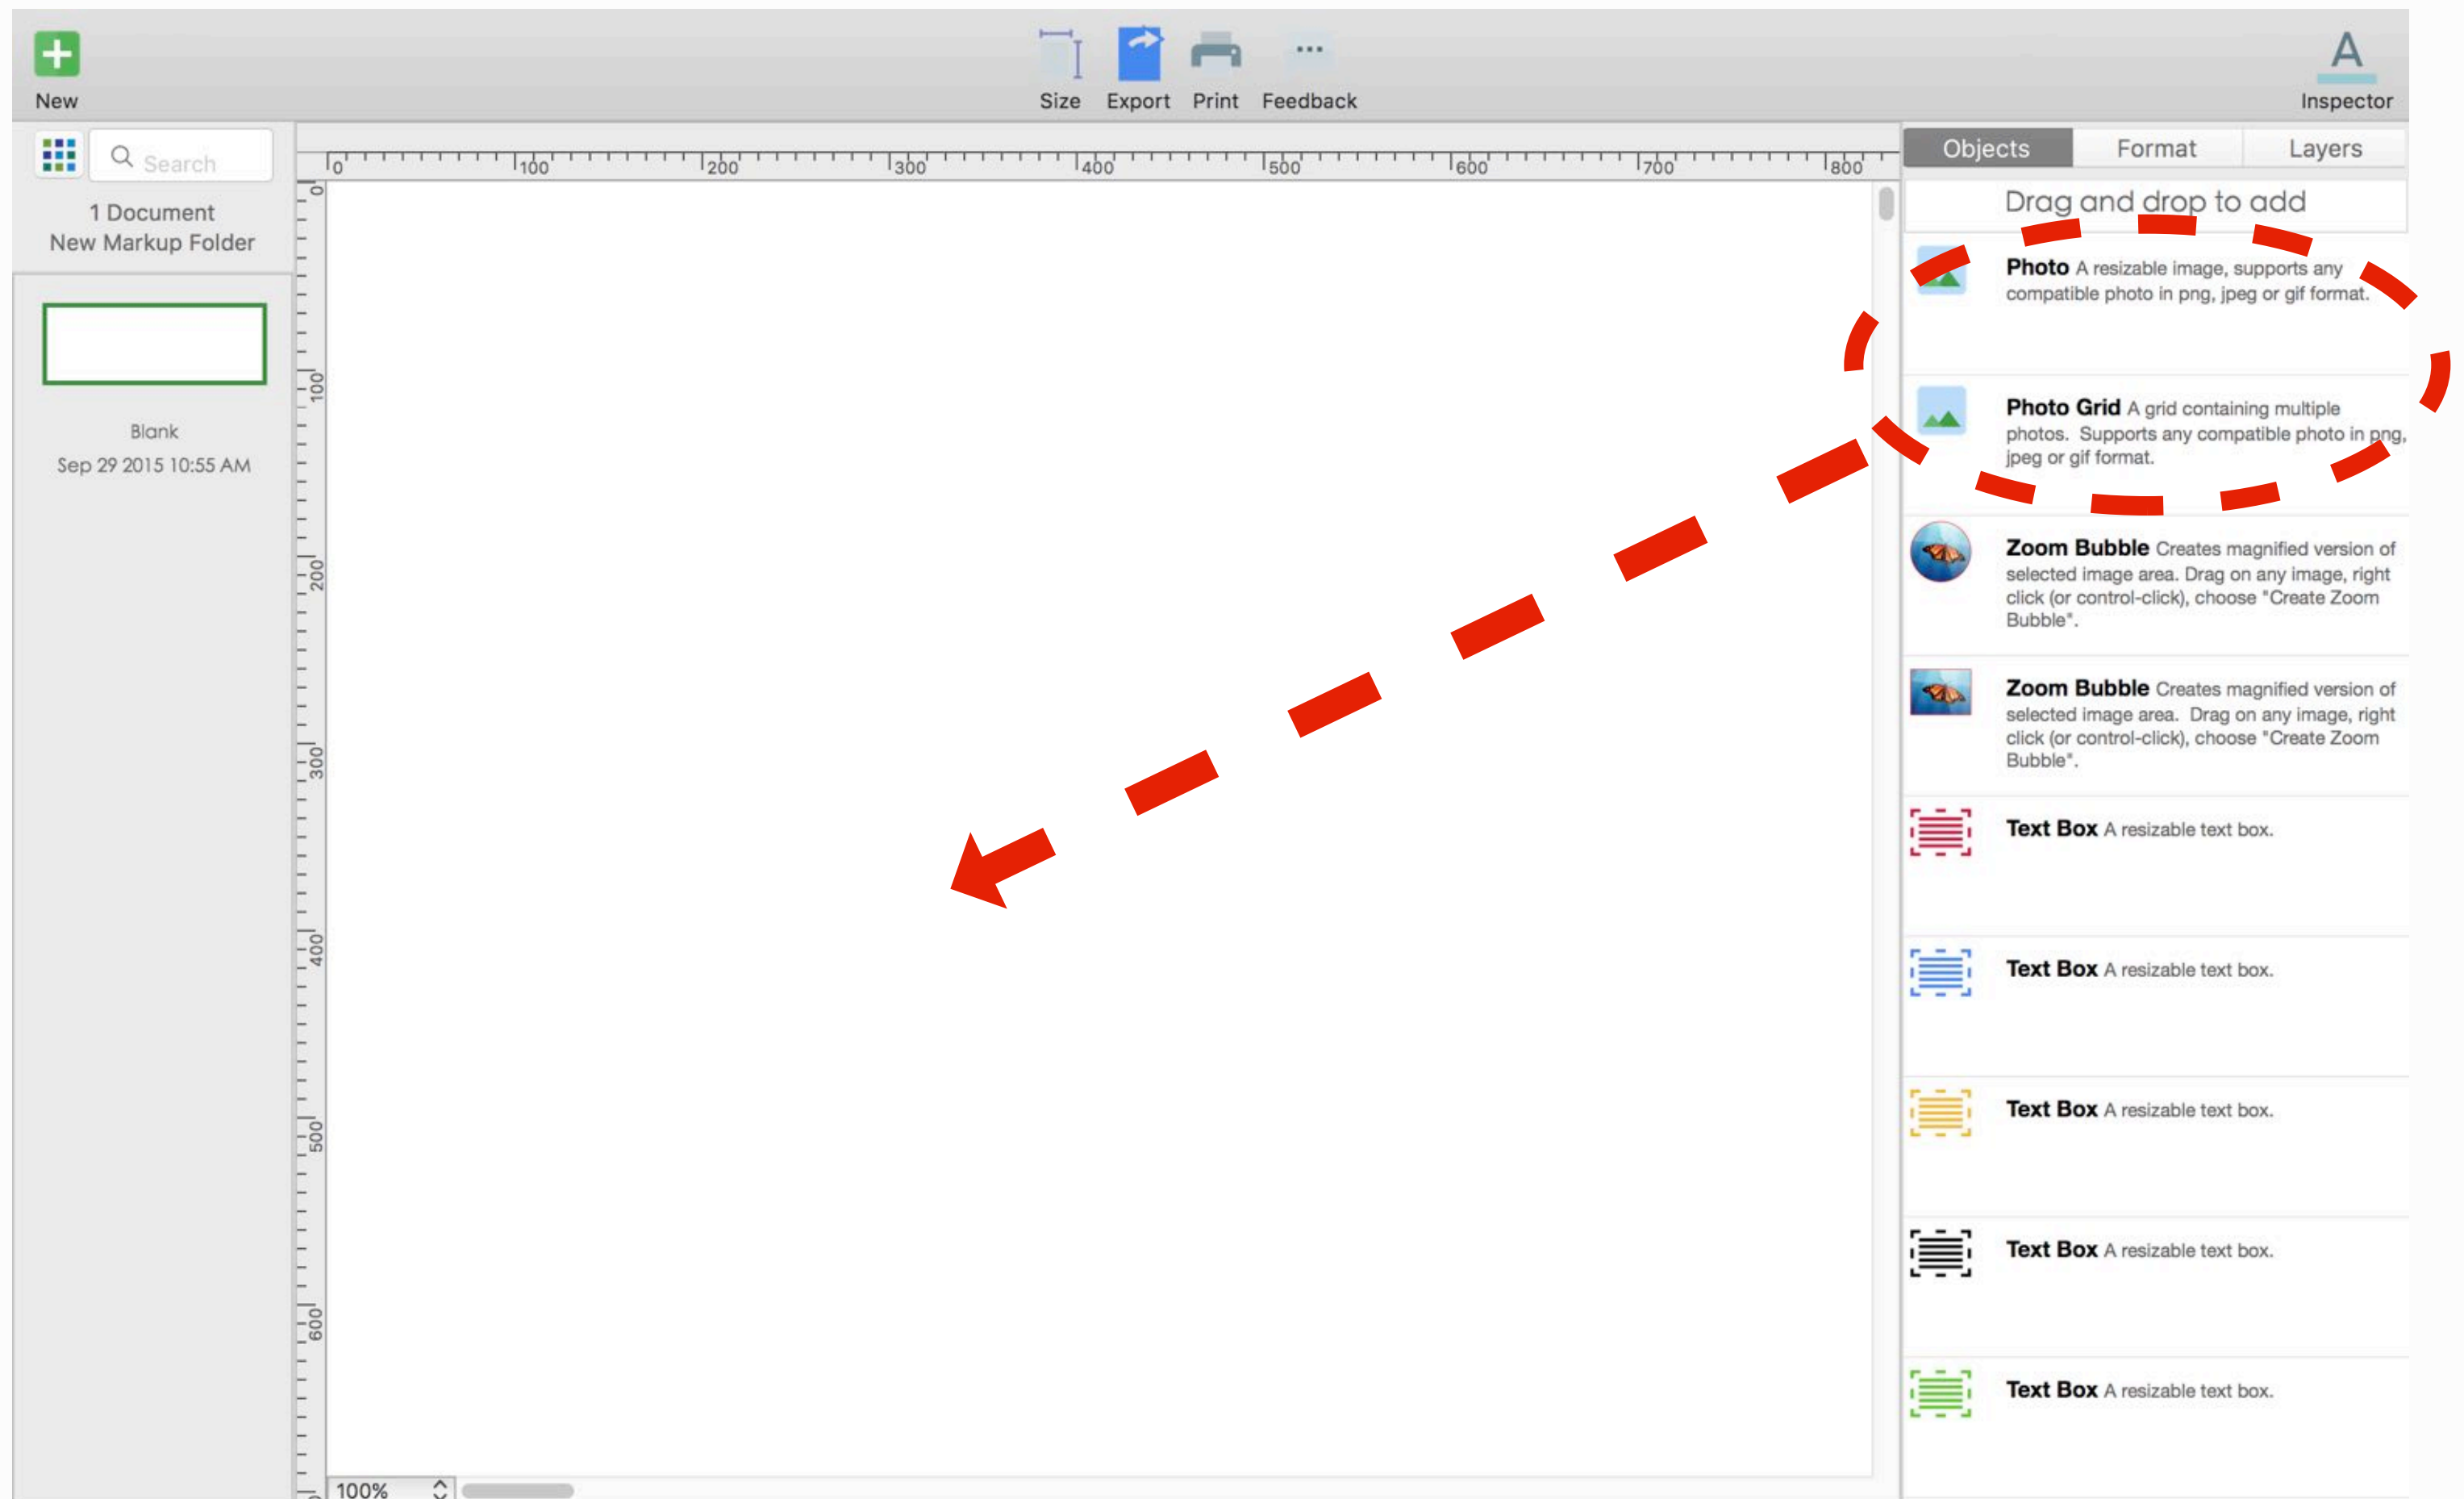 New
Size Export Print Feedback
Inspector
Search
1 Document
New Markup Folder
Blank
Sep 29 2015 10:55 AM
0 100 200 300 400 500 600 700 800
0
100
200
300
400
500
600
100%
Objects Format Layers
Drag and drop to add
Photo A resizable image, supports any
compatible photo in png, jpeg or gif format.
Photo Grid A grid containing multiple
photos. Supports any compatible photo in png,
jpeg or gif format.
Zoom Bubble Creates magnified version of
selected image area. Drag on any image, right
click (or control-click), choose "Create Zoom
Bubble".
Zoom Bubble Creates magnified version of
selected image area. Drag on any image, right
click (or control-click), choose "Create Zoom
Bubble".
Text Box A resizable text box.
Text Box A resizable text box.
Text Box A resizable text box.
Text Box A resizable text box.
Text Box A resizable text box.